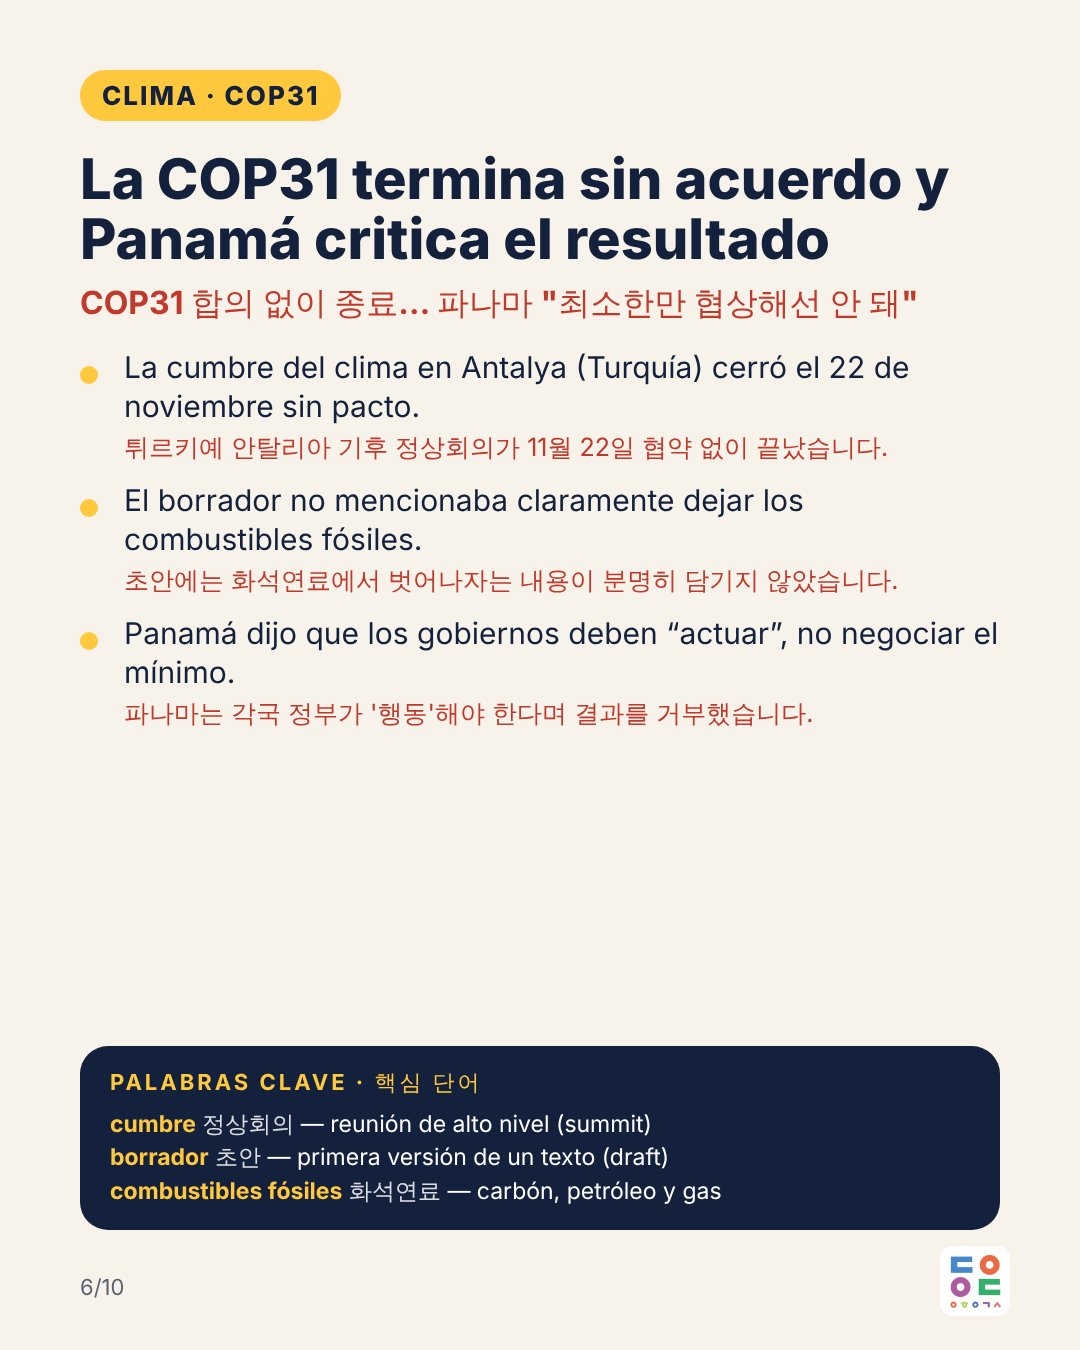 CLIMA · COP31
La COP31 termina sin acuerdo y
Panamá critica el resultado
COP31 합의 없이 종료... 파나마 "최소한만 협상해선 안 돼"
La cumbre del clima en Antalya (Turquía) cerró el 22 de
noviembre sin pacto.
튀르키예 안탈리아 기후 정상회의가 11월 22일 협약 없이 끝났습니다.
El borrador no mencionaba claramente dejar los
combustibles fósiles.
초안에는 화석연료에서 벗어나자는 내용이 분명히 담기지 않았습니다.
Panamá dijo que los gobiernos deben “actuar”, no negociar el
mínimo.
파나마는 각국 정부가 '행동'해야 한다며 결과를 거부했습니다.
PALABRAS CLAVE · 핵심 단어
cumbre 정상회의 — reunión de alto nivel (summit)
borrador 초안 — primera versión de un texto (draft)
combustibles fósiles 화석연료 — carbón, petróleo y gas
6/10